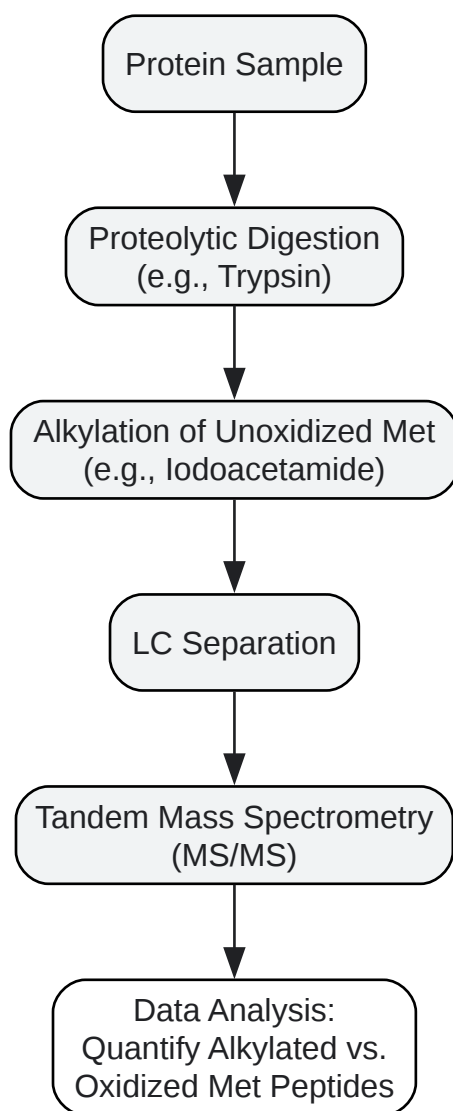 Protein Sample
Proteolytic Digestion
(e.g., Trypsin)
Alkylation of Unoxidized Met
(e.g., Iodoacetamide)
LC Separation
Tandem Mass Spectrometry
(MS/MS)
Data Analysis:
Quantify Alkylated vs.
Oxidized Met Peptides